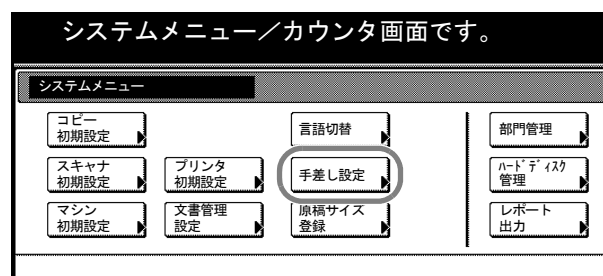 システムメニュー／カウンタ画面です。
システムメニュー
コピー
初期設定
言語切替
部門管理
スキャナ
初期設定
プリンタ
初期設定
手差し設定
ﾊｰﾄﾞﾃﾞｨｽｸ
管理
マシン
初期設定
文書管理
設定
原稿サイズ
登録
レポート
出力